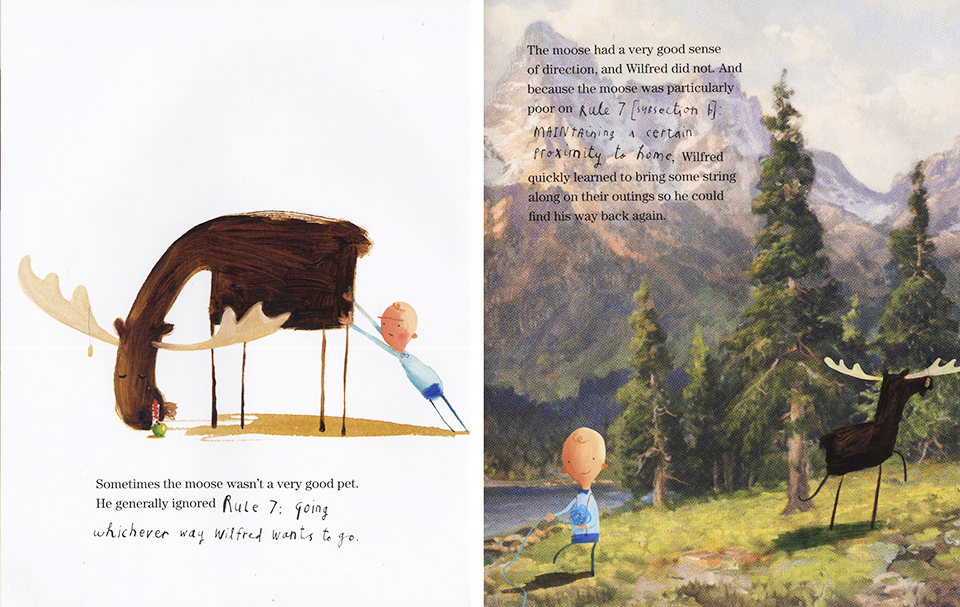 Sometimes the moose wasn't a very good pet.
He generally ignored Rule 7: going
whichever way Wilfred wants to go.
The moose had a very good sense
of direction, and Wilfred did not. And
because the moose was particularly
poor on Rule 7 [subsection b]:
MAINTAining a certain
proximity to home, Wilfred
quickly learned to bring some string
along on their outings so he could
find his way back again.